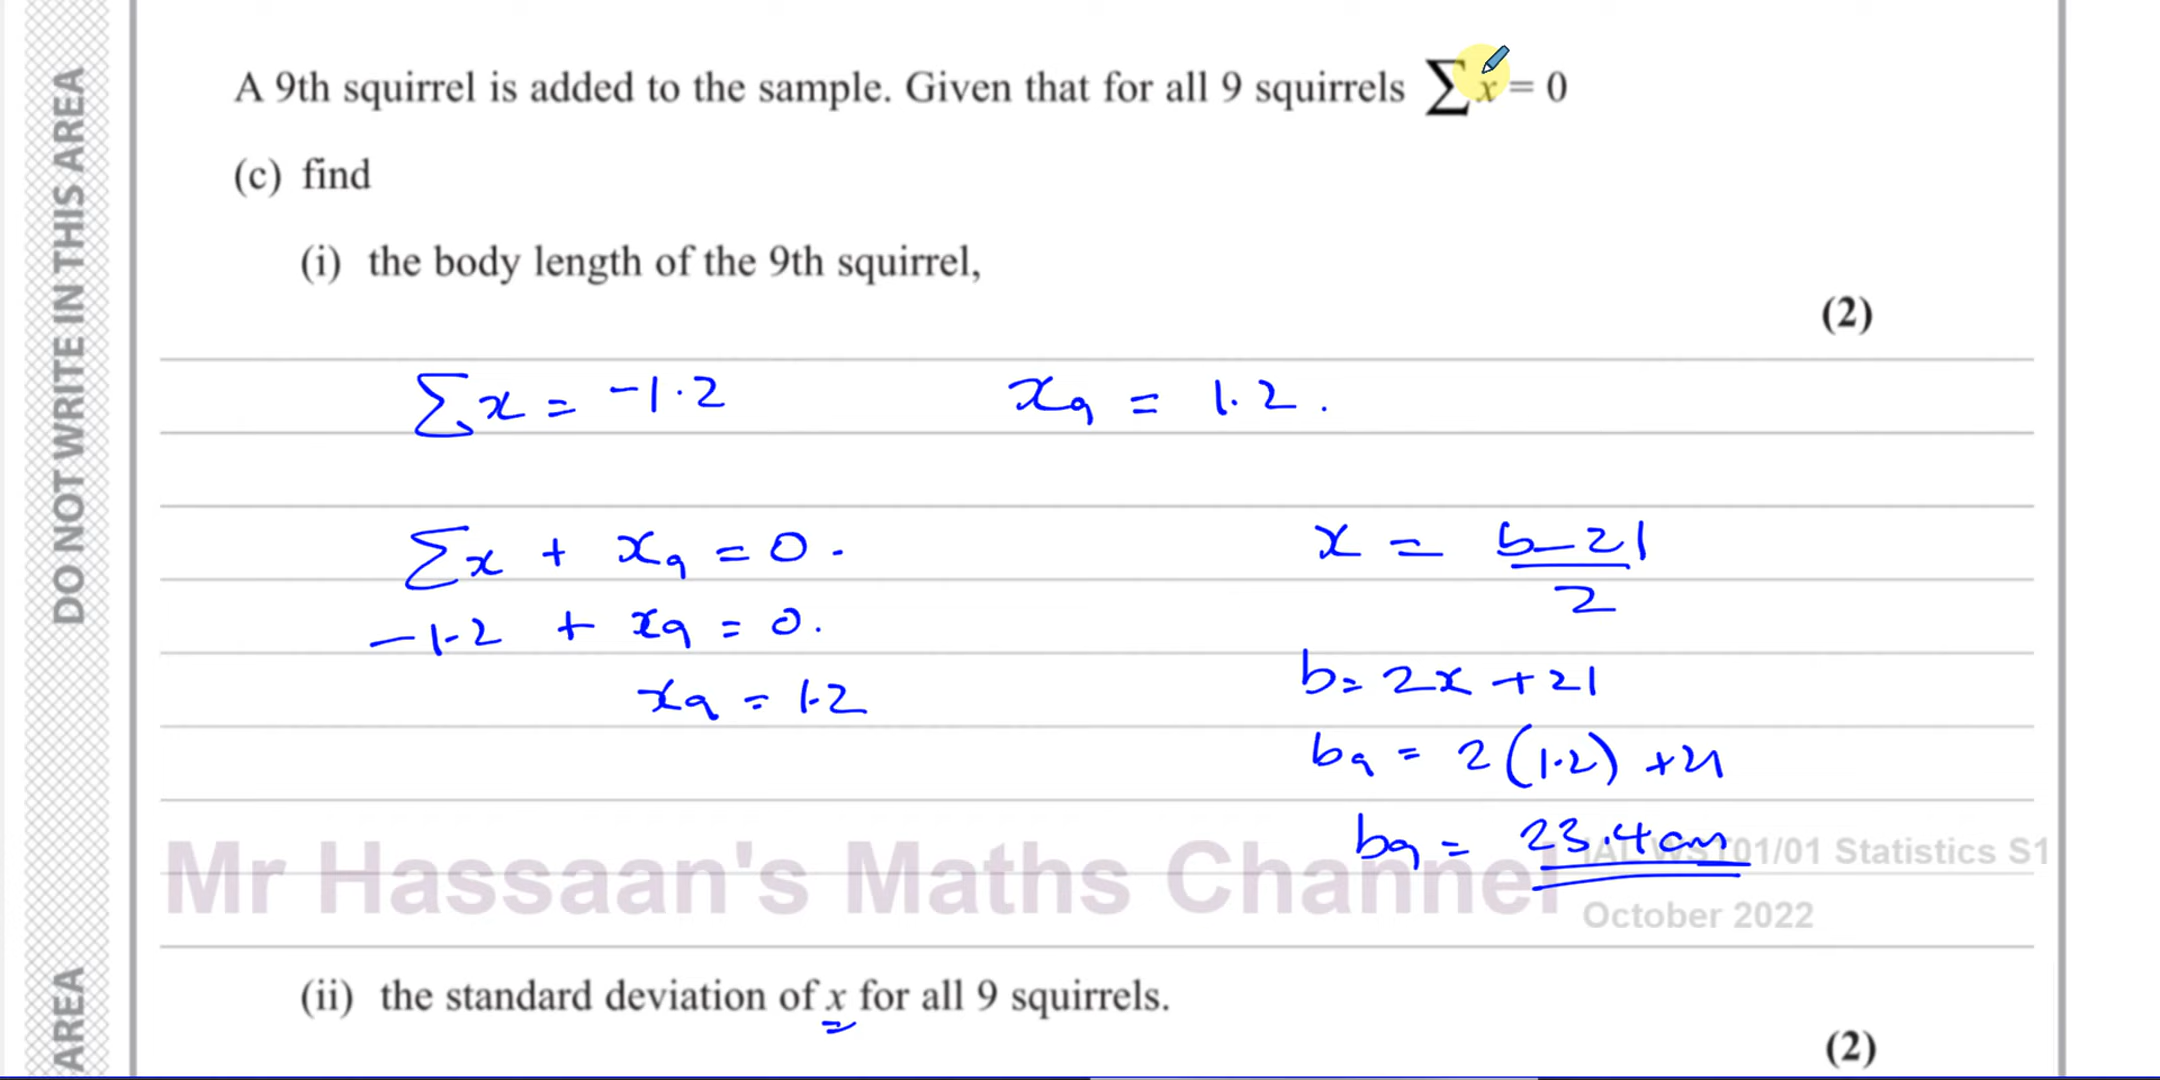 A 9th squirrel is added to the sample. Given that for all 9 squirrels ∑x = 0
(c) find
(i) the body length of the 9th squirrel,
(2)
∑x = -1.2
x₉ = 1.2.
∑x + x₉ = 0.
-1.2 + x₉ = 0.
x₉ = 1.2
x = (b-21)/2
b = 2x + 21
b₉ = 2(1.2) + 21
b₉ = 23.4cm
Mr Hassaan's Maths Channel
IAL WST01/01 Statistics S1
October 2022
(ii) the standard deviation of x for all 9 squirrels.
(2)
DO NOT WRITE IN THIS AREA
AREA